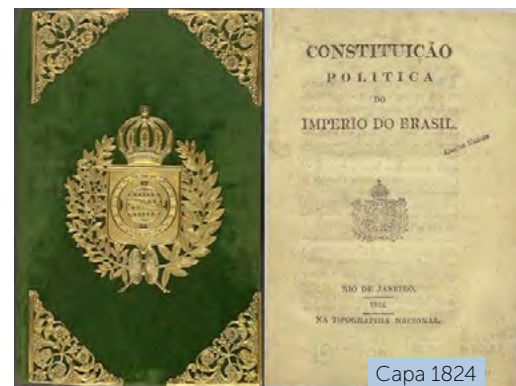 CONSTITUIÇÃO
POLITICA
DO
IMPERIO DO BRASIL.
RIO DE JANEIRO.
1824.
NA TYPOGRAPHIA NACIONAL.
Capa 1824